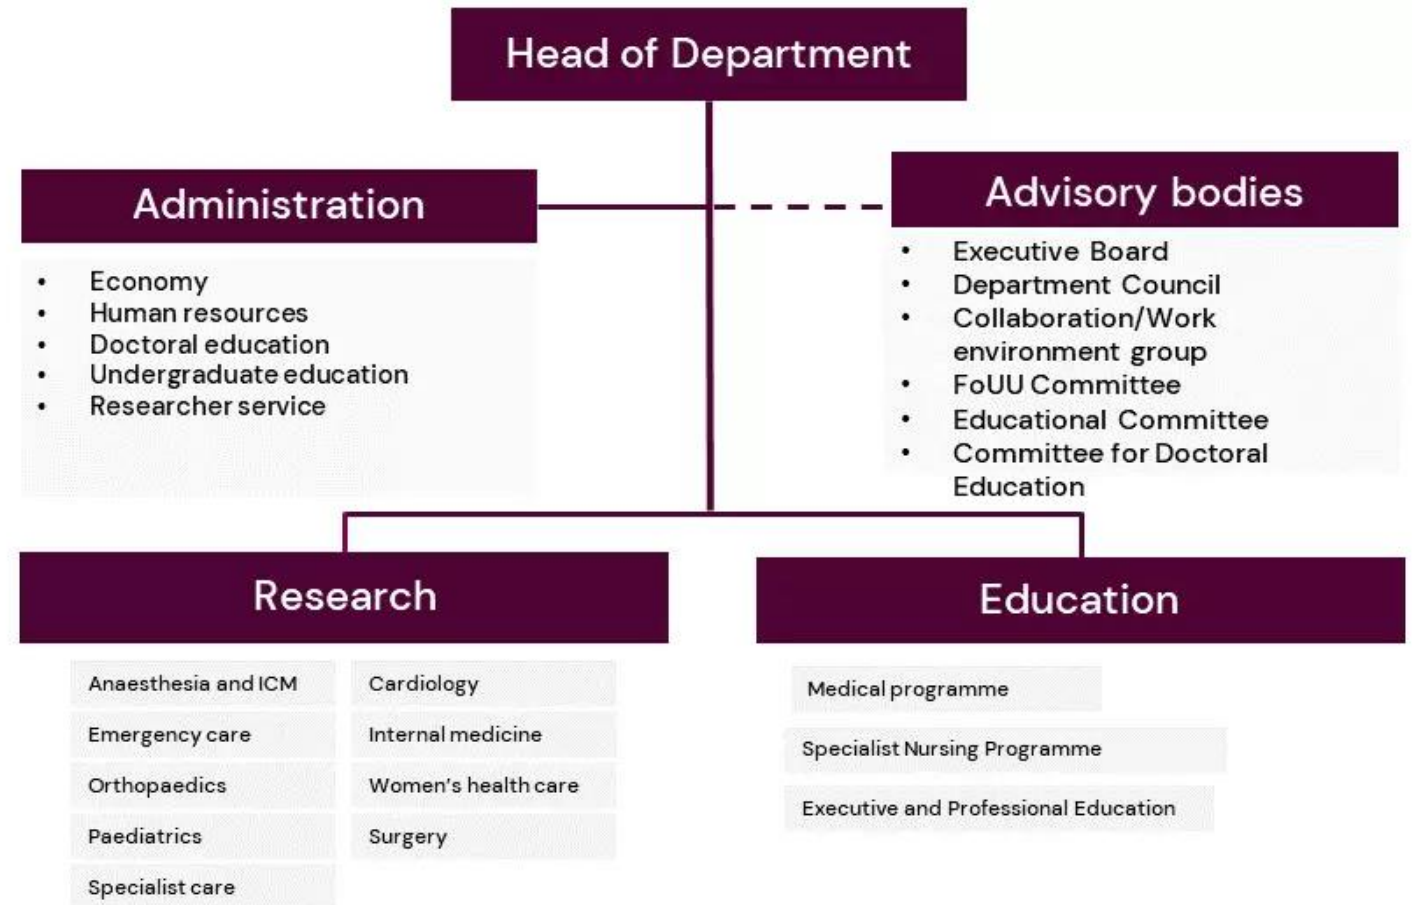 Head of Department
Administration
• Economy
• Human resources
• Doctoral education
• Undergraduate education
• Researcher service
Advisory bodies
• Executive Board
• Department Council
• Collaboration/Work
environment group
• FoUU Committee
• Educational Committee
• Committee for Doctoral
Education
Research
Anaesthesia and ICM
Cardiology
Emergency care
Internal medicine
Orthopaedics
Women's health care
Paediatrics
Surgery
Specialist care
Education
Medical programme
Specialist Nursing Programme
Executive and Professional Education